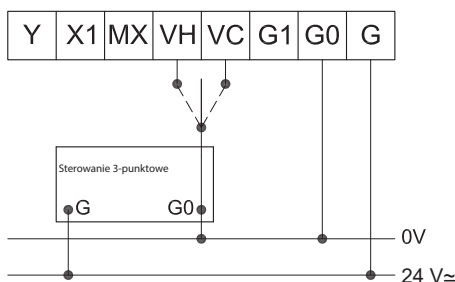 Y X1 MX VH VC G1 G0 G
Sterowanie 3-punktowe
G G0
0V
24 V≃